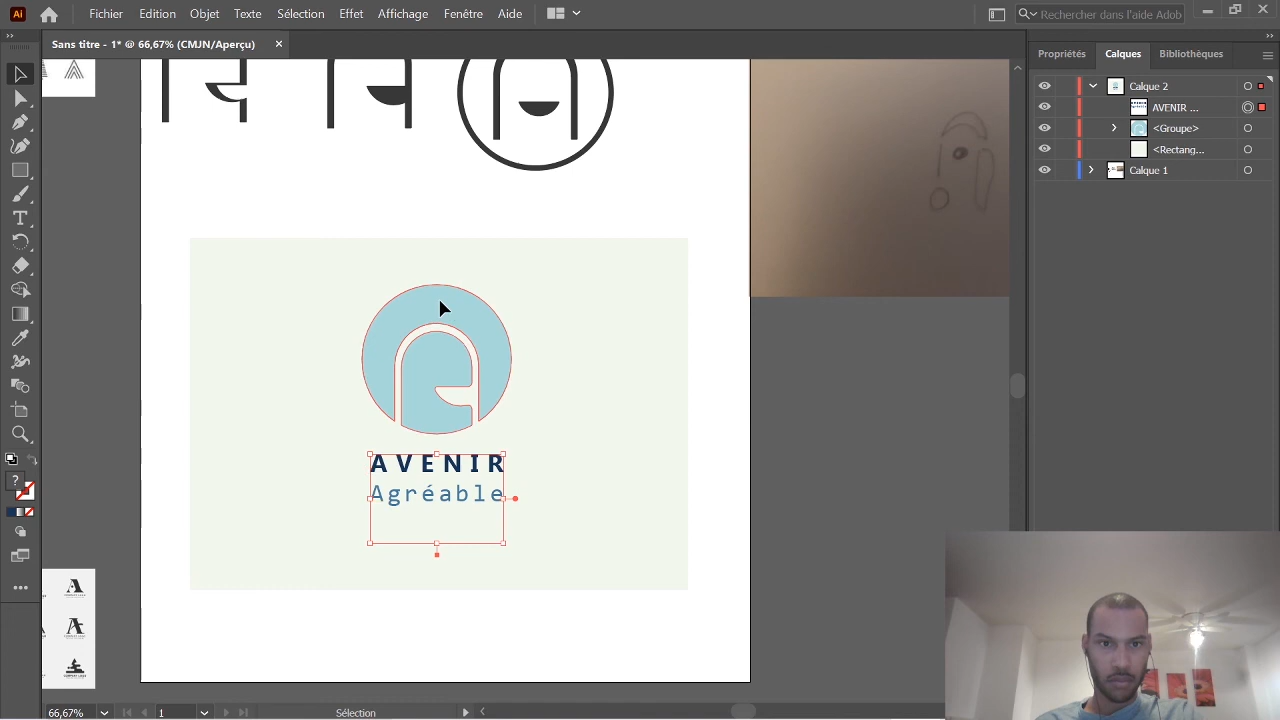 Ai
Fichier Edition Objet Texte Sélection Effet Affichage Fenêtre Aide
Rechercher dans l'aide Adob
Sans titre - 1* @ 66,67% (CMJN/Aperçu)
Propriétés Calques Bibliothèques
Calque 2
AVENIR ...
<Groupe>
<Rectang...
Calque 1
AVENIR
Agréable
66,67%
1
Sélection